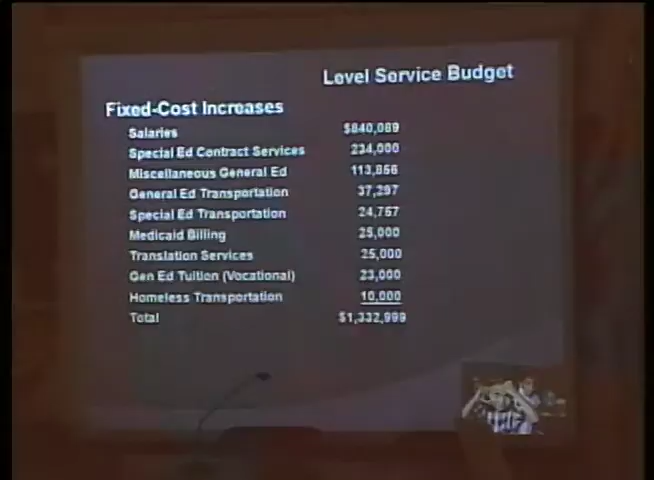 Level Service Budget
Fixed-Cost Increases
Salaries $840,089
Special Ed Contract Services 234,000
Miscellaneous General Ed 113,856
General Ed Transportation 37,297
Special Ed Transportation 24,757
Medicaid Billing 25,000
Translation Services 25,000
Gen Ed Tuition (Vocational) 23,000
Homeless Transportation 10,000
Total $1,332,999